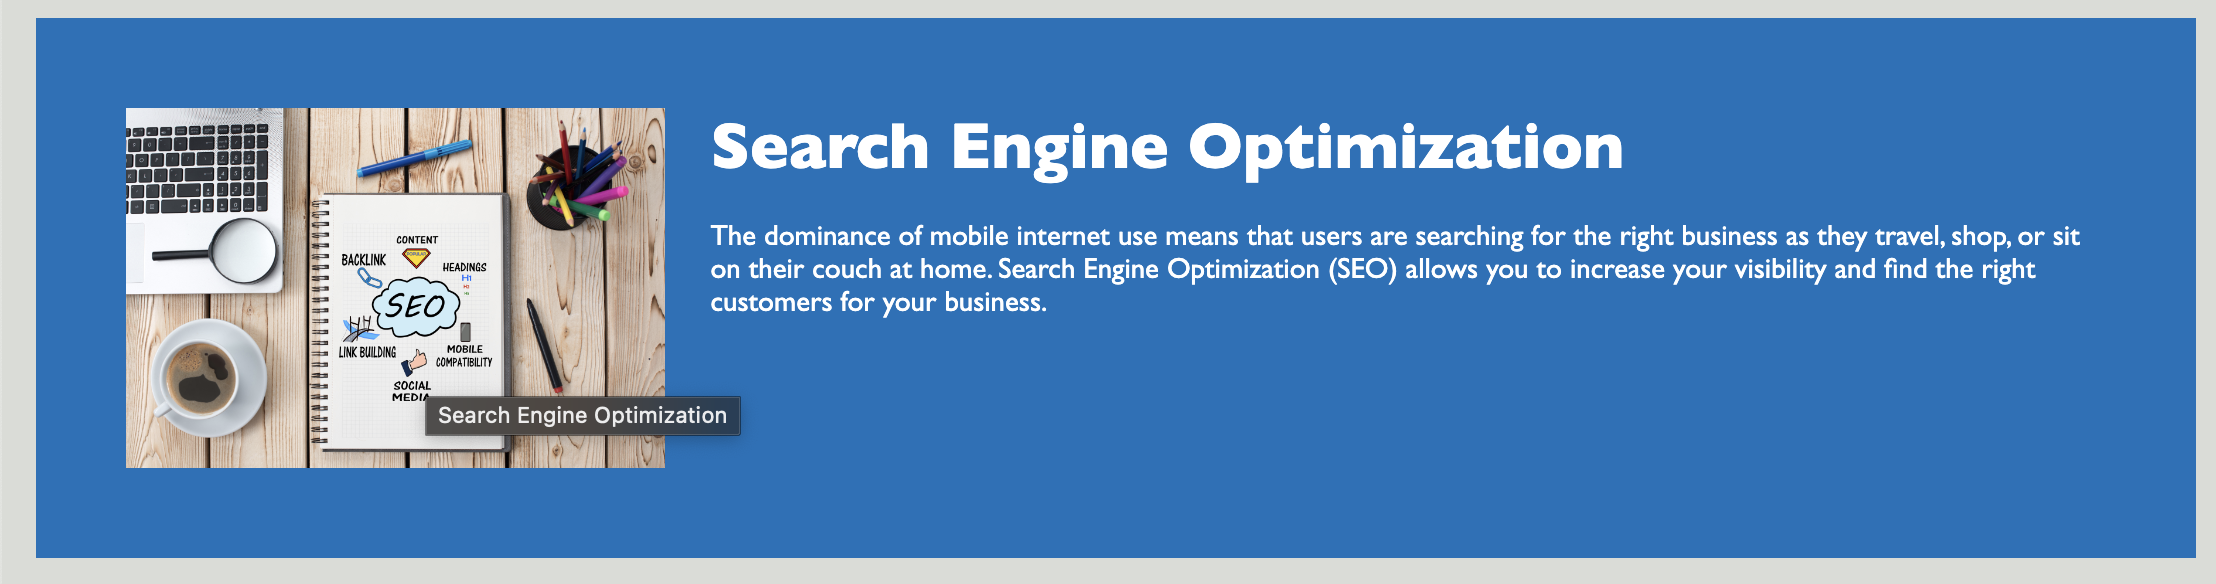 Search Engine Optimization
The dominance of mobile internet use means that users are searching for the right business as they travel, shop, or sit
on their couch at home. Search Engine Optimization (SEO) allows you to increase your visibility and find the right
customers for your business.
CONTENT
POPULAR
BACKLINK
HEADINGS
H1
H2
H3
SEO
LINK BUILDING
MOBILE
COMPATIBILITY
SOCIAL
MEDIA
Search Engine Optimization